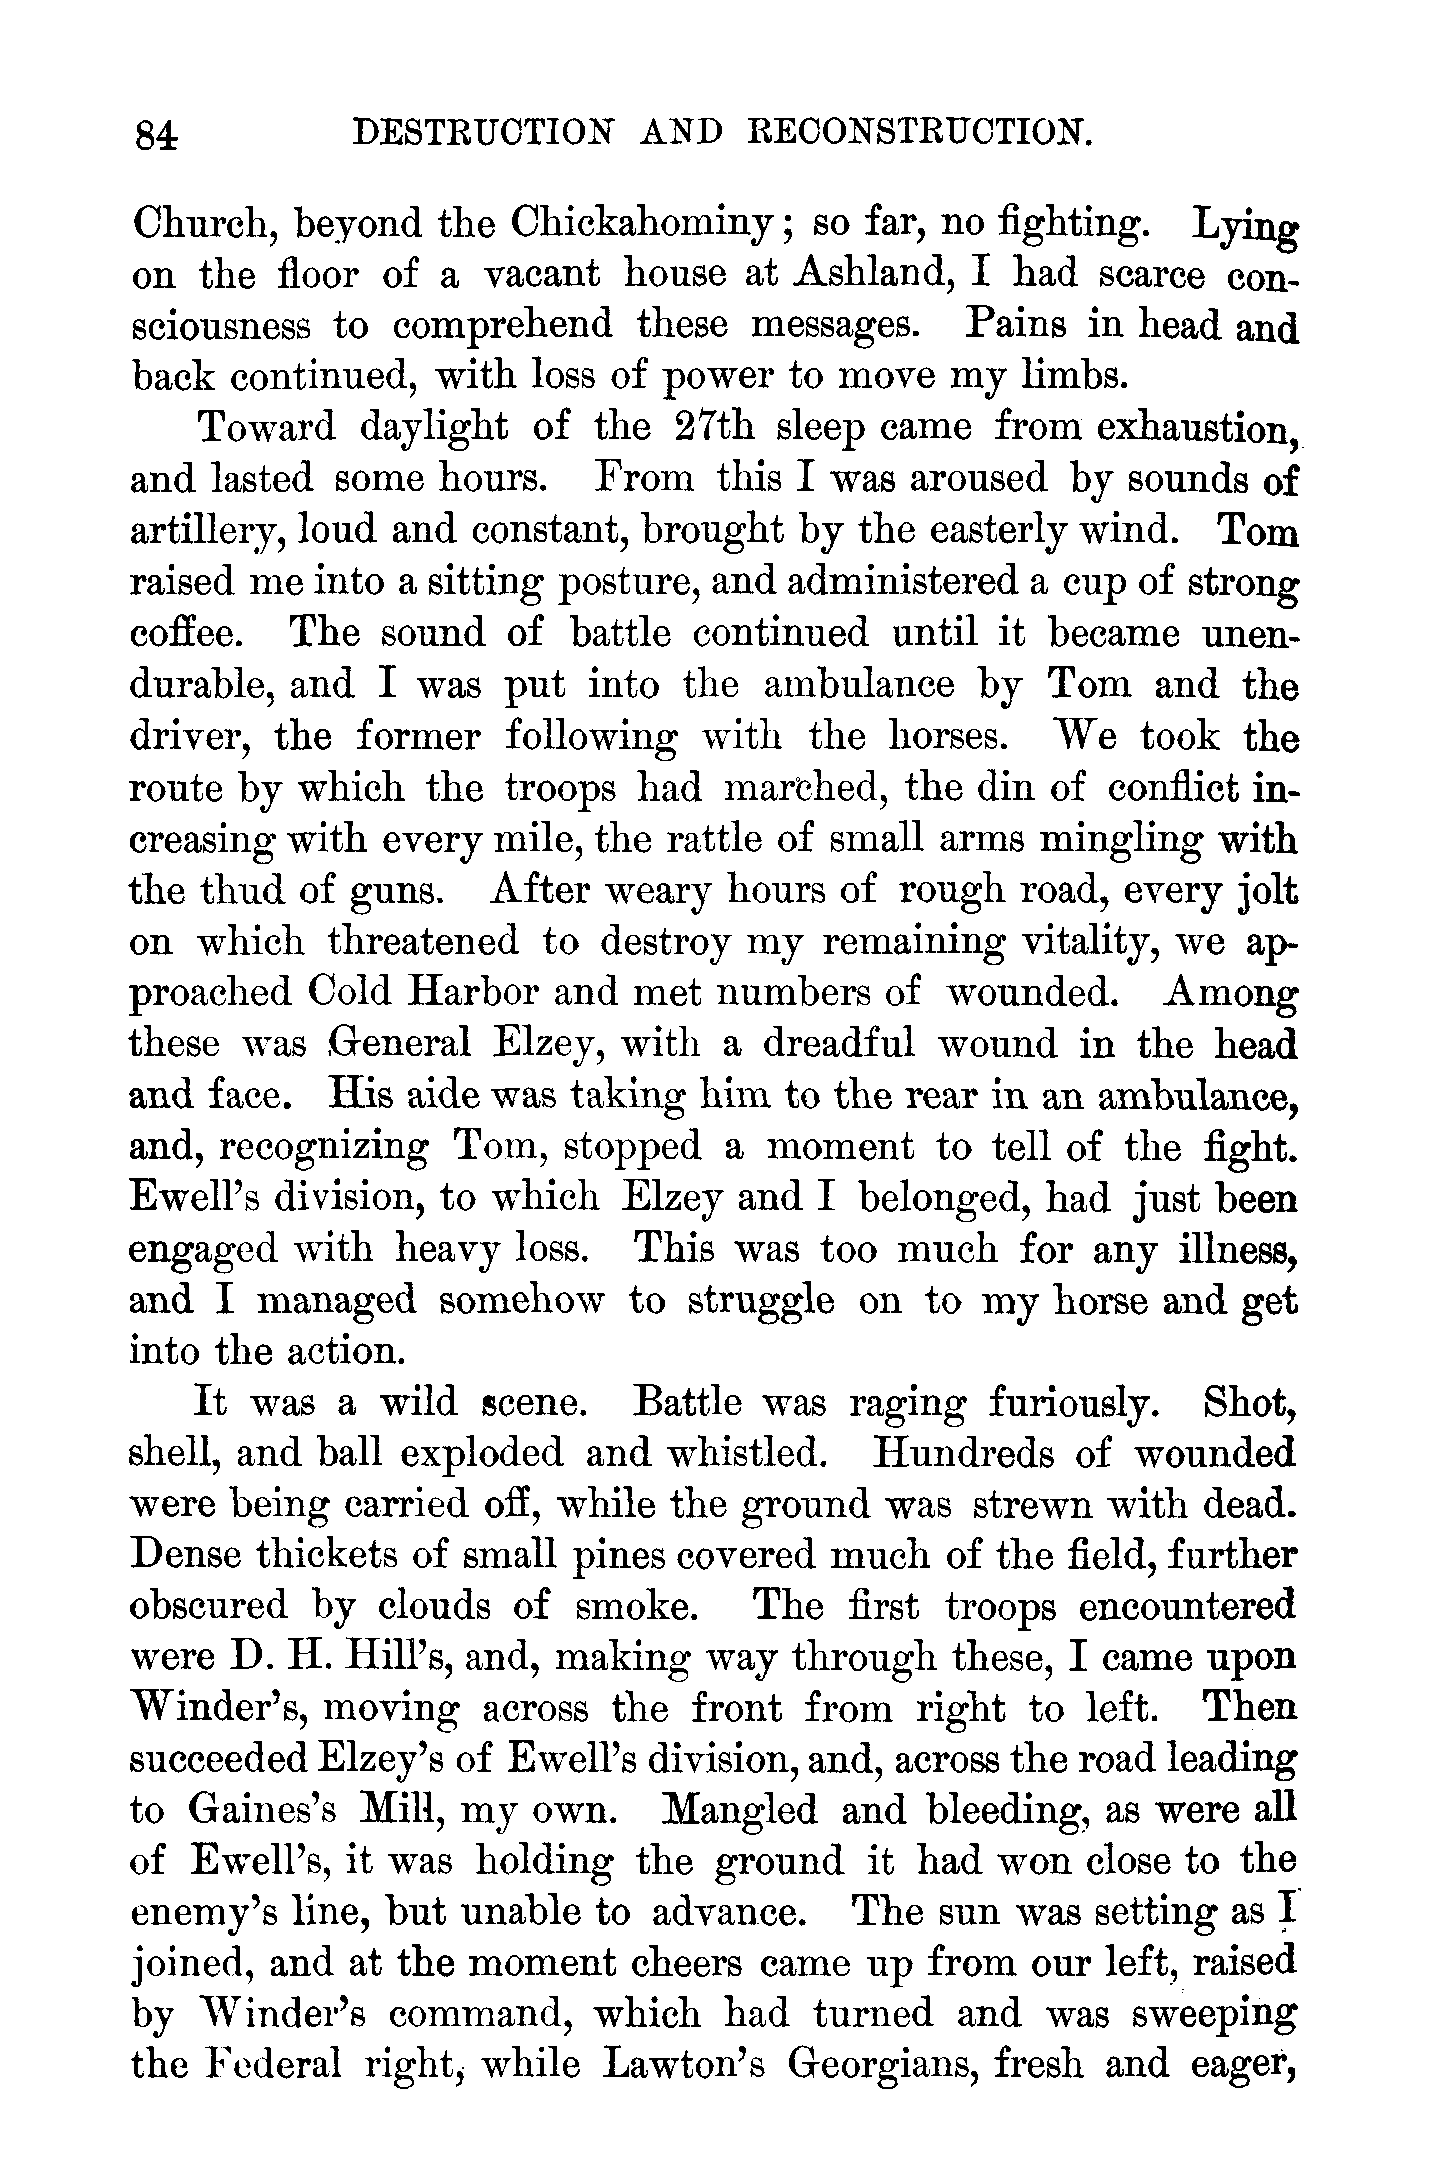 84 DESTRUCTION AND RECONSTRUCTION.
Church, beyond the Chickahominy; so far, no fighting. Lying
on the floor of a vacant house at Ashland, I had scarce con-
sciousness to comprehend these messages. Pains in head and
back continued, with loss of power to move my limbs.
Toward daylight of the 27th sleep came from exhaustion,
and lasted some hours. From this I was aroused by sounds of
artillery, loud and constant, brought by the easterly wind. Tom
raised me into a sitting posture, and administered a cup of strong
coffee. The sound of battle continued until it became unen-
durable, and I was put into the ambulance by Tom and the
driver, the former following with the horses. We took the
route by which the troops had marched, the din of conflict in-
creasing with every mile, the rattle of small arms mingling with
the thud of guns. After weary hours of rough road, every jolt
on which threatened to destroy my remaining vitality, we ap-
proached Cold Harbor and met numbers of wounded. Among
these was General Elzey, with a dreadful wound in the head
and face. His aide was taking him to the rear in an ambulance,
and, recognizing Tom, stopped a moment to tell of the fight.
Ewell's division, to which Elzey and I belonged, had just been
engaged with heavy loss. This was too much for any illness,
and I managed somehow to struggle on to my horse and get
into the action.
It was a wild scene. Battle was raging furiously. Shot,
shell, and ball exploded and whistled. Hundreds of wounded
were being carried off, while the ground was strewn with dead.
Dense thickets of small pines covered much of the field, further
obscured by clouds of smoke. The first troops encountered
were D. H. Hill's, and, making way through these, I came upon
Winder's, moving across the front from right to left. Then
succeeded Elzey's of Ewell's division, and, across the road leading
to Gaines's Mill, my own. Mangled and bleeding, as were all
of Ewell's, it was holding the ground it had won close to the
enemy's line, but unable to advance. The sun was setting as I
joined, and at the moment cheers came up from our left, raised
by Winder's command, which had turned and was sweeping
the Federal right, while Lawton's Georgians, fresh and eager,